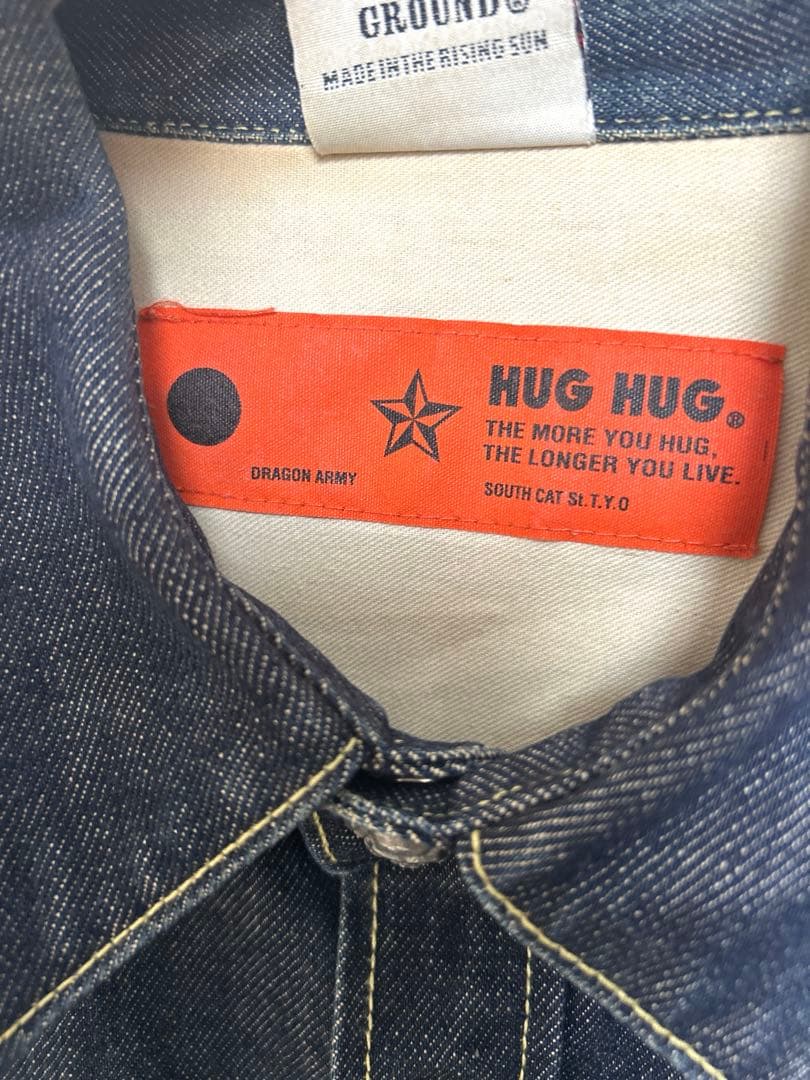 GROUND®
MADE IN THE RISING SUN
HUG HUG®
THE MORE YOU HUG,
THE LONGER YOU LIVE.
DRAGON ARMY
SOUTH CAT St.T.Y.O